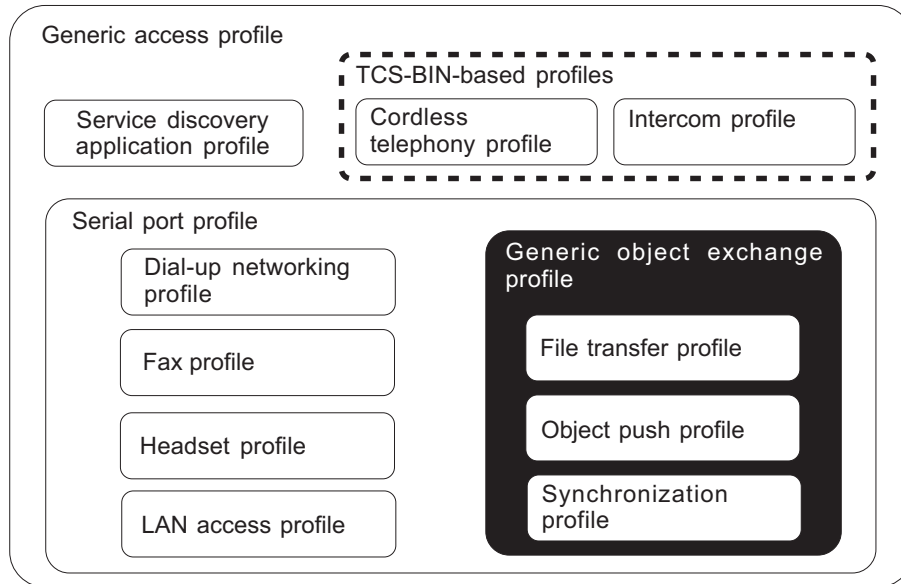 Generic access profile
TCS-BIN-based profiles
Service discovery
application profile
Cordless
telephony profile
Intercom profile
Serial port profile
Dial-up networking
profile
Fax profile
Headset profile
LAN access profile
Generic object exchange
profile
File transfer profile
Object push profile
Synchronization
profile